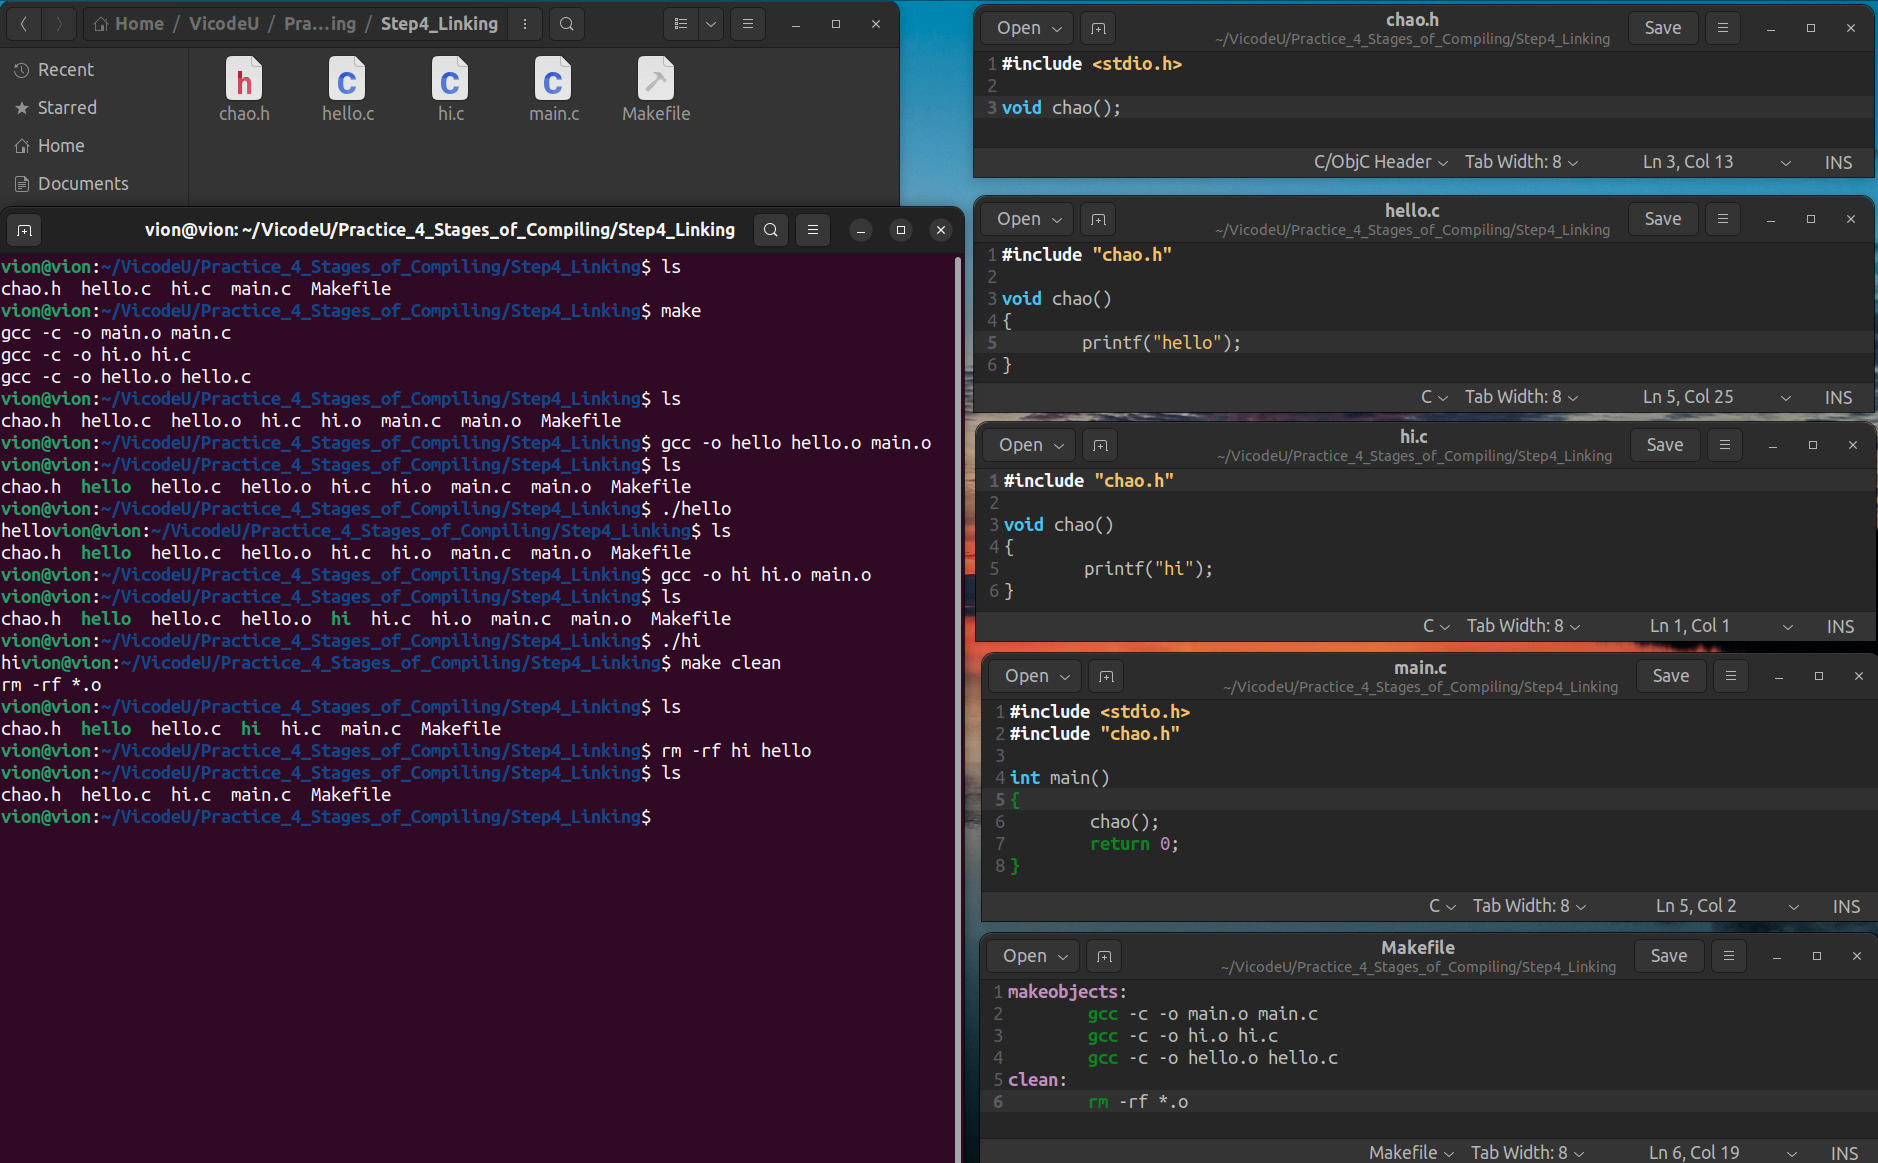 Home / VicodeU / Pra...ing / Step4_Linking
Recent
Starred
Home
Documents
chao.h hello.c hi.c main.c Makefile
vion@vion: ~/VicodeU/Practice_4_Stages_of_Compiling/Step4_Linking
vion@vion:~/VicodeU/Practice_4_Stages_of_Compiling/Step4_Linking$ ls
chao.h  hello.c  hi.c  main.c  Makefile
vion@vion:~/VicodeU/Practice_4_Stages_of_Compiling/Step4_Linking$ make
gcc -c -o main.o main.c
gcc -c -o hi.o hi.c
gcc -c -o hello.o hello.c
vion@vion:~/VicodeU/Practice_4_Stages_of_Compiling/Step4_Linking$ ls
chao.h  hello.c  hello.o  hi.c  hi.o  main.c  main.o  Makefile
vion@vion:~/VicodeU/Practice_4_Stages_of_Compiling/Step4_Linking$ gcc -o hello hello.o main.o
vion@vion:~/VicodeU/Practice_4_Stages_of_Compiling/Step4_Linking$ ls
chao.h  hello  hello.c  hello.o  hi.c  hi.o  main.c  main.o  Makefile
vion@vion:~/VicodeU/Practice_4_Stages_of_Compiling/Step4_Linking$ ./hello
hellovion@vion:~/VicodeU/Practice_4_Stages_of_Compiling/Step4_Linking$ ls
chao.h  hello  hello.c  hello.o  hi.c  hi.o  main.c  main.o  Makefile
vion@vion:~/VicodeU/Practice_4_Stages_of_Compiling/Step4_Linking$ gcc -o hi hi.o main.o
vion@vion:~/VicodeU/Practice_4_Stages_of_Compiling/Step4_Linking$ ls
chao.h  hello  hello.c  hello.o  hi  hi.c  hi.o  main.c  main.o  Makefile
vion@vion:~/VicodeU/Practice_4_Stages_of_Compiling/Step4_Linking$ ./hi
hivion@vion:~/VicodeU/Practice_4_Stages_of_Compiling/Step4_Linking$ make clean
rm -rf *.o
vion@vion:~/VicodeU/Practice_4_Stages_of_Compiling/Step4_Linking$ ls
chao.h  hello  hello.c  hi  hi.c  main.c  Makefile
vion@vion:~/VicodeU/Practice_4_Stages_of_Compiling/Step4_Linking$ rm -rf hi hello
vion@vion:~/VicodeU/Practice_4_Stages_of_Compiling/Step4_Linking$ ls
chao.h  hello.c  hi.c  main.c  Makefile
vion@vion:~/VicodeU/Practice_4_Stages_of_Compiling/Step4_Linking$
Open chao.h Save
~/VicodeU/Practice_4_Stages_of_Compiling/Step4_Linking
1 #include <stdio.h>
2
3 void chao();
C/ObjC Header Tab Width: 8 Ln 3, Col 13 INS
Open hello.c Save
~/VicodeU/Practice_4_Stages_of_Compiling/Step4_Linking
1 #include "chao.h"
2
3 void chao()
4 {
5         printf("hello");
6 }
C Tab Width: 8 Ln 5, Col 25 INS
Open hi.c Save
~/VicodeU/Practice_4_Stages_of_Compiling/Step4_Linking
1 #include "chao.h"
2
3 void chao()
4 {
5         printf("hi");
6 }
C Tab Width: 8 Ln 1, Col 1 INS
Open main.c Save
~/VicodeU/Practice_4_Stages_of_Compiling/Step4_Linking
1 #include <stdio.h>
2 #include "chao.h"
3
4 int main()
5 {
6         chao();
7         return 0;
8 }
C Tab Width: 8 Ln 5, Col 2 INS
Open Makefile Save
~/VicodeU/Practice_4_Stages_of_Compiling/Step4_Linking
1 makeobjects:
2         gcc -c -o main.o main.c
3         gcc -c -o hi.o hi.c
4         gcc -c -o hello.o hello.c
5 clean:
6         rm -rf *.o
Makefile Tab Width: 8 Ln 6, Col 19 INS